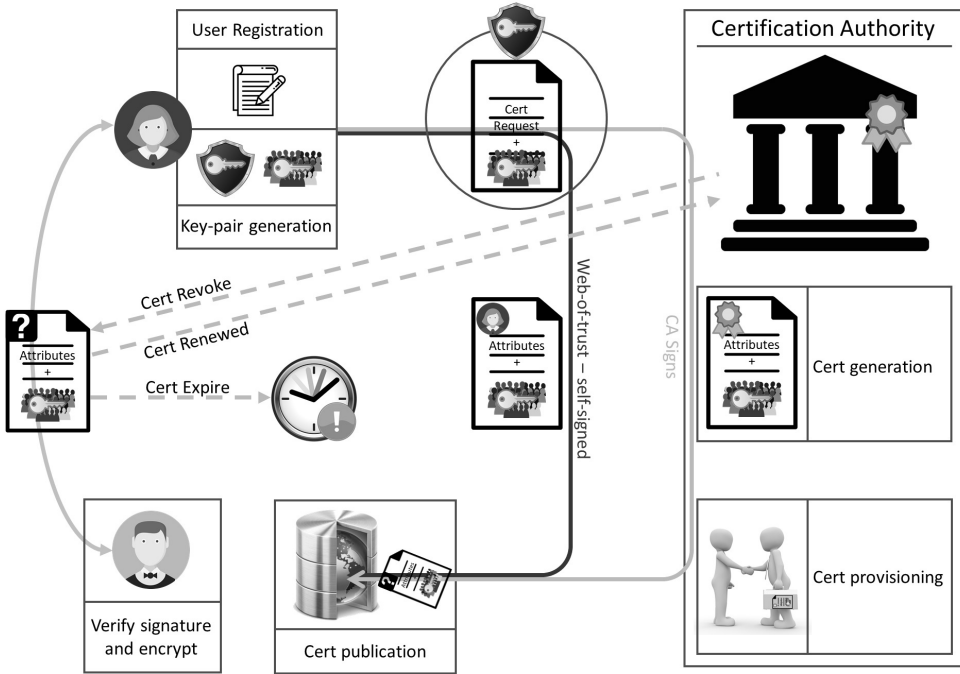 User Registration
Key-pair generation
Cert
Request
+
Certification Authority
Cert Revoke
Cert Renewed
Cert Expire
?
Attributes
+
!
Attributes
+
Web-of-trust – self-signed
CA Signs
Attributes
+
Cert generation
Verify signature
and encrypt
?
Attributes
+
Cert publication
Cert provisioning